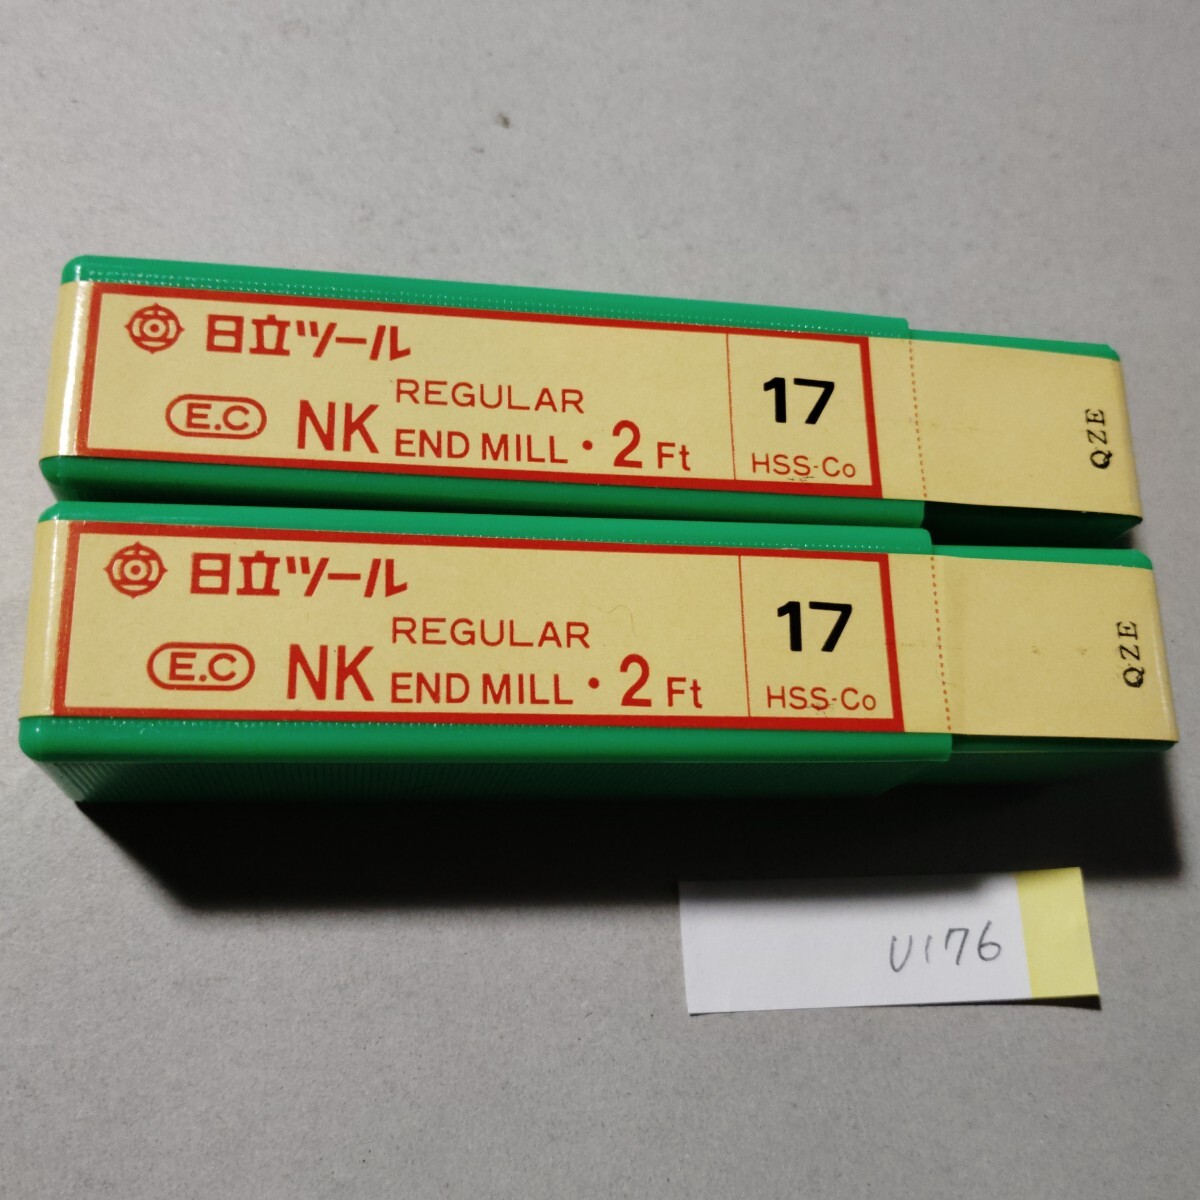 日立ツール
E.C NK REGULAR END MILL・2 Ft
17
HSS-Co
QZE
日立ツール
E.C NK REGULAR END MILL・2 Ft
17
HSS-Co
QZE
U176